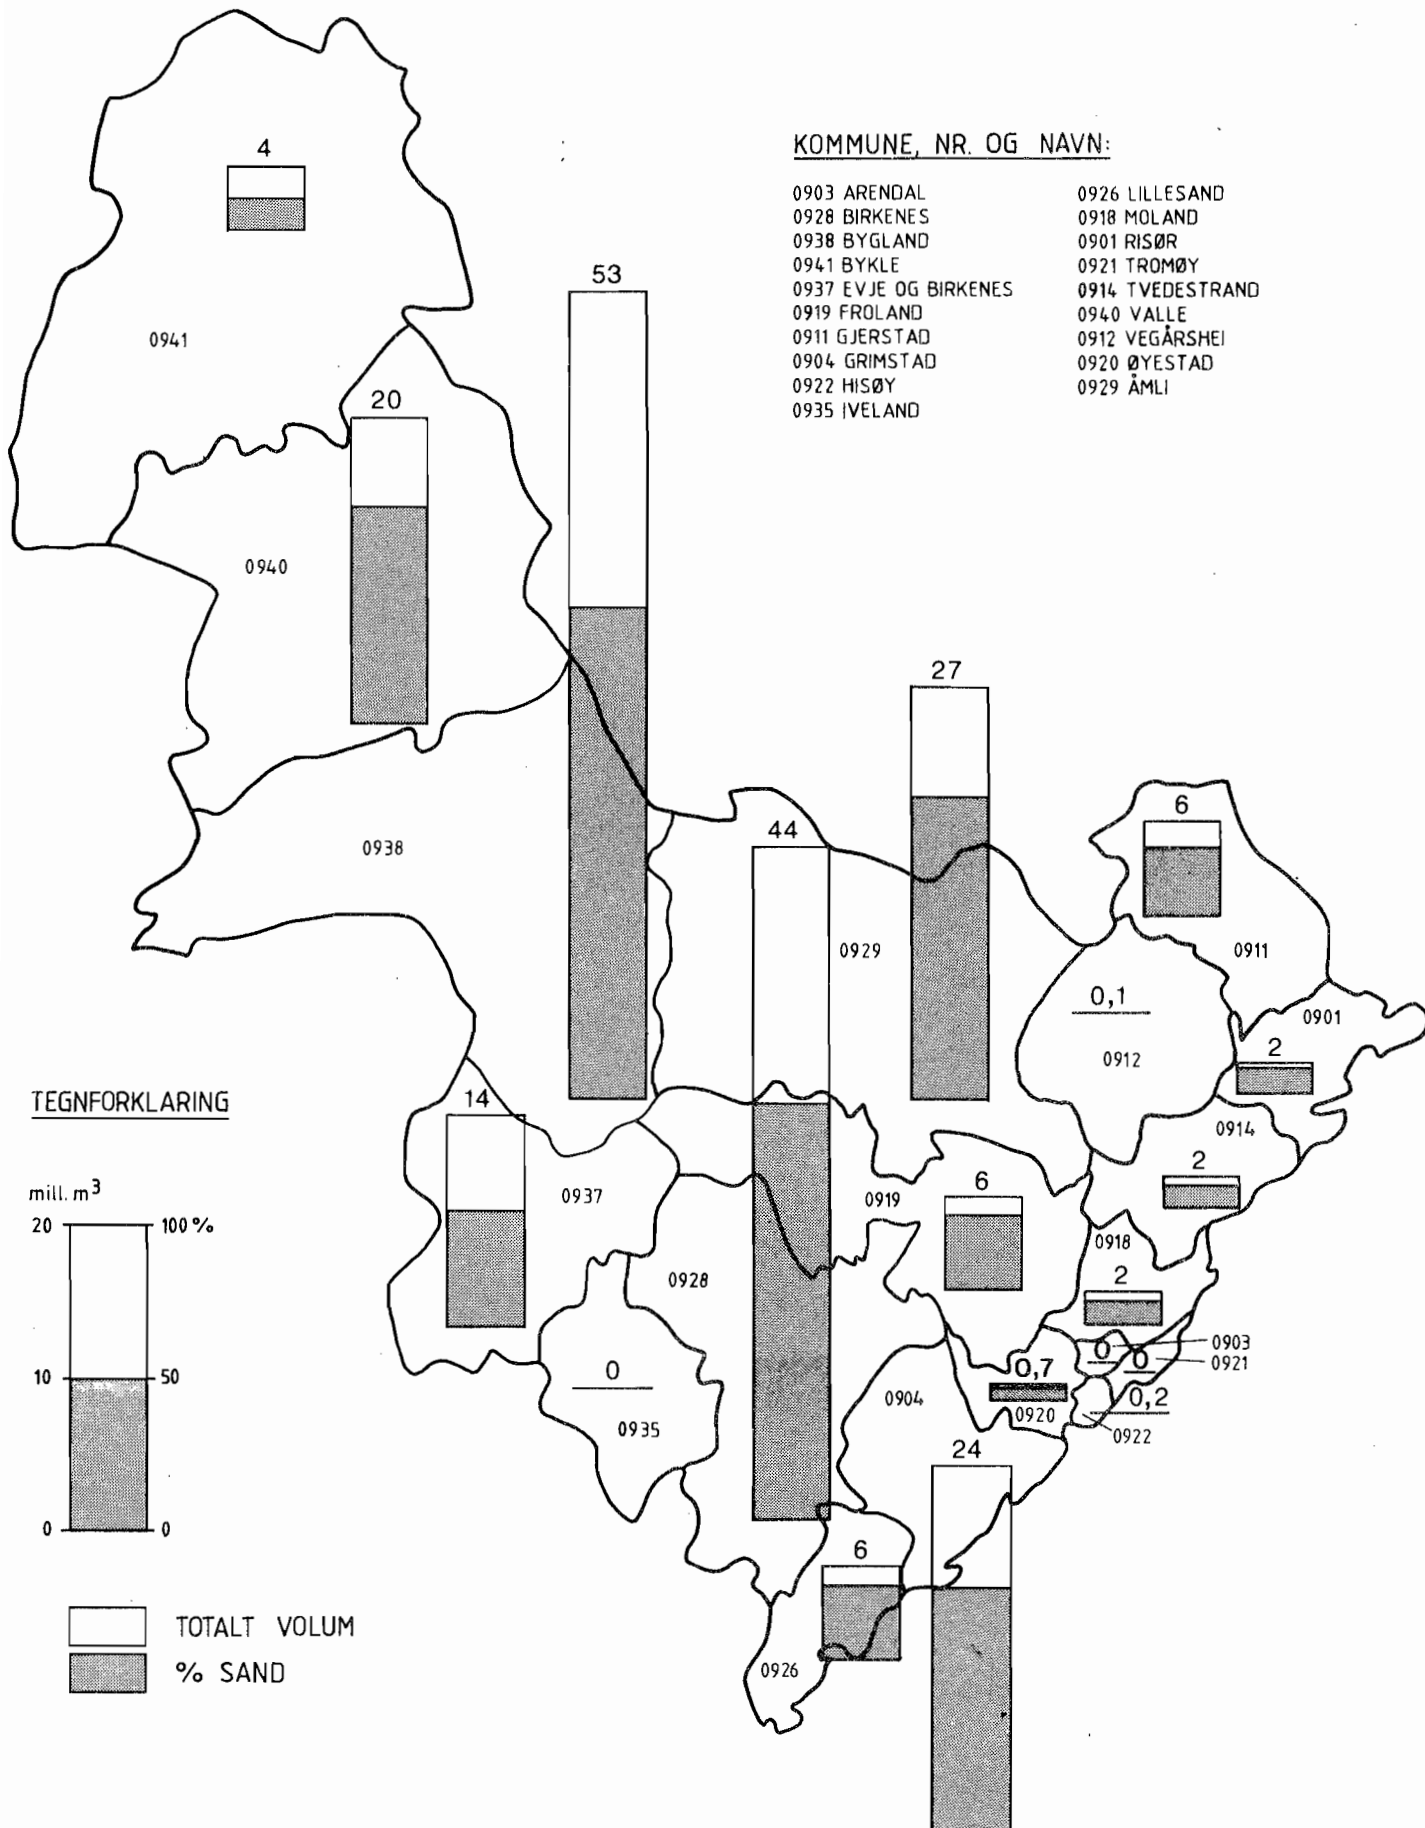 KOMMUNE, NR. OG NAVN:
0903 ARENDAL
0928 BIRKENES
0938 BYGLAND
0941 BYKLE
0937 EVJE OG BIRKENES
0919 FROLAND
0911 GJERSTAD
0904 GRIMSTAD
0922 HISØY
0935 IVELAND
0926 LILLESAND
0918 MOLAND
0901 RISØR
0921 TROMØY
0914 TVEDESTRAND
0940 VALLE
0912 VEGÅRSHEI
0920 ØYESTAD
0929 ÅMLI
4
0941
53
20
0940
27
6
44
0938
0929
0911
0,1
0901
0912
2
14
0914
2
0937
0919
6
0918
0928
2
0903
0
0
0921
0
0,7
0904
0,2
0920
0922
0935
24
6
0926
TEGNFORKLARING
mill. m³
20 100 %
10 50
0 0
TOTALT VOLUM
% SAND